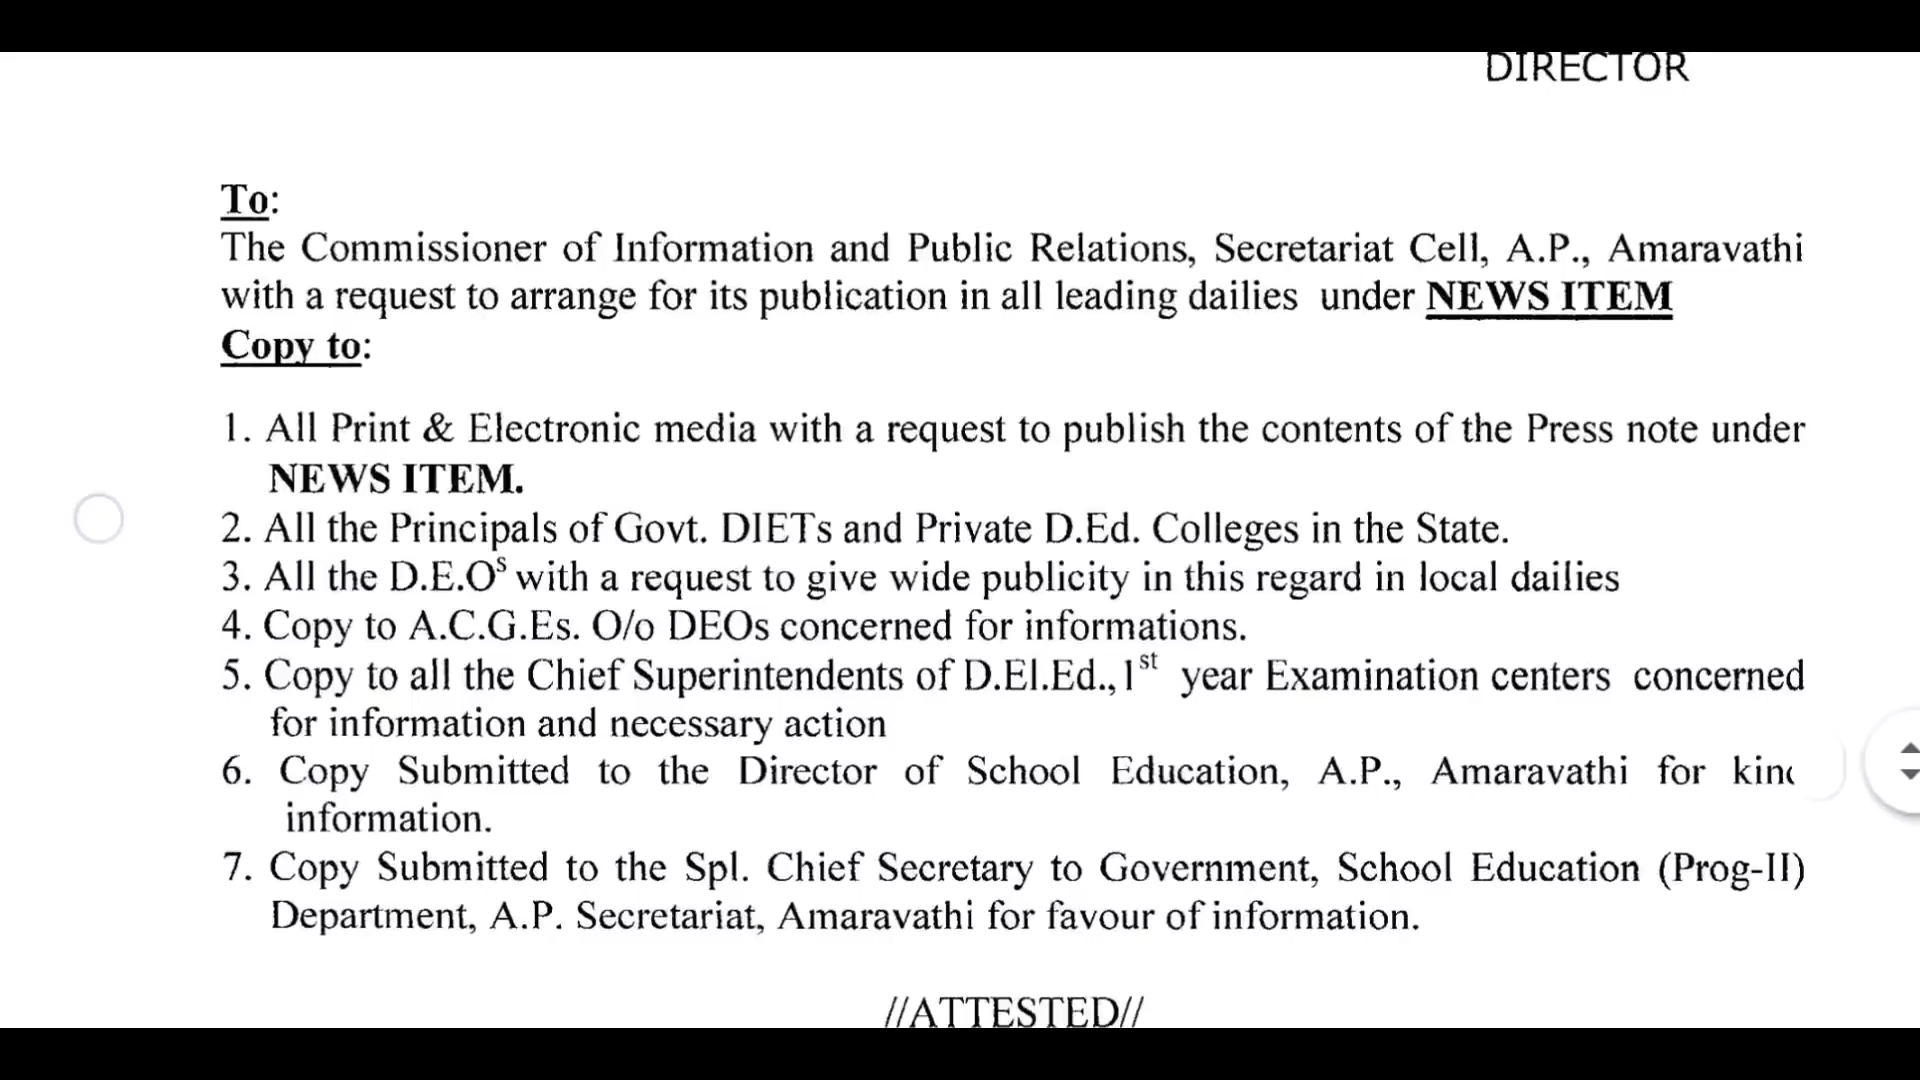 DIRECTOR
To:
The Commissioner of Information and Public Relations, Secretariat Cell, A.P., Amaravathi
with a request to arrange for its publication in all leading dailies under NEWS ITEM
Copy to:
1. All Print & Electronic media with a request to publish the contents of the Press note under
NEWS ITEM.
2. All the Principals of Govt. DIETs and Private D.Ed. Colleges in the State.
3. All the D.E.Os with a request to give wide publicity in this regard in local dailies
4. Copy to A.C.G.Es. O/o DEOs concerned for informations.
5. Copy to all the Chief Superintendents of D.El.Ed.,1st year Examination centers concerned
for information and necessary action
6. Copy Submitted to the Director of School Education, A.P., Amaravathi for
information.
7. Copy Submitted to the Spl. Chief Secretary to Government, School Education (Prog-II)
Department, A.P. Secretariat, Amaravathi for favour of information.
//ATTESTED//